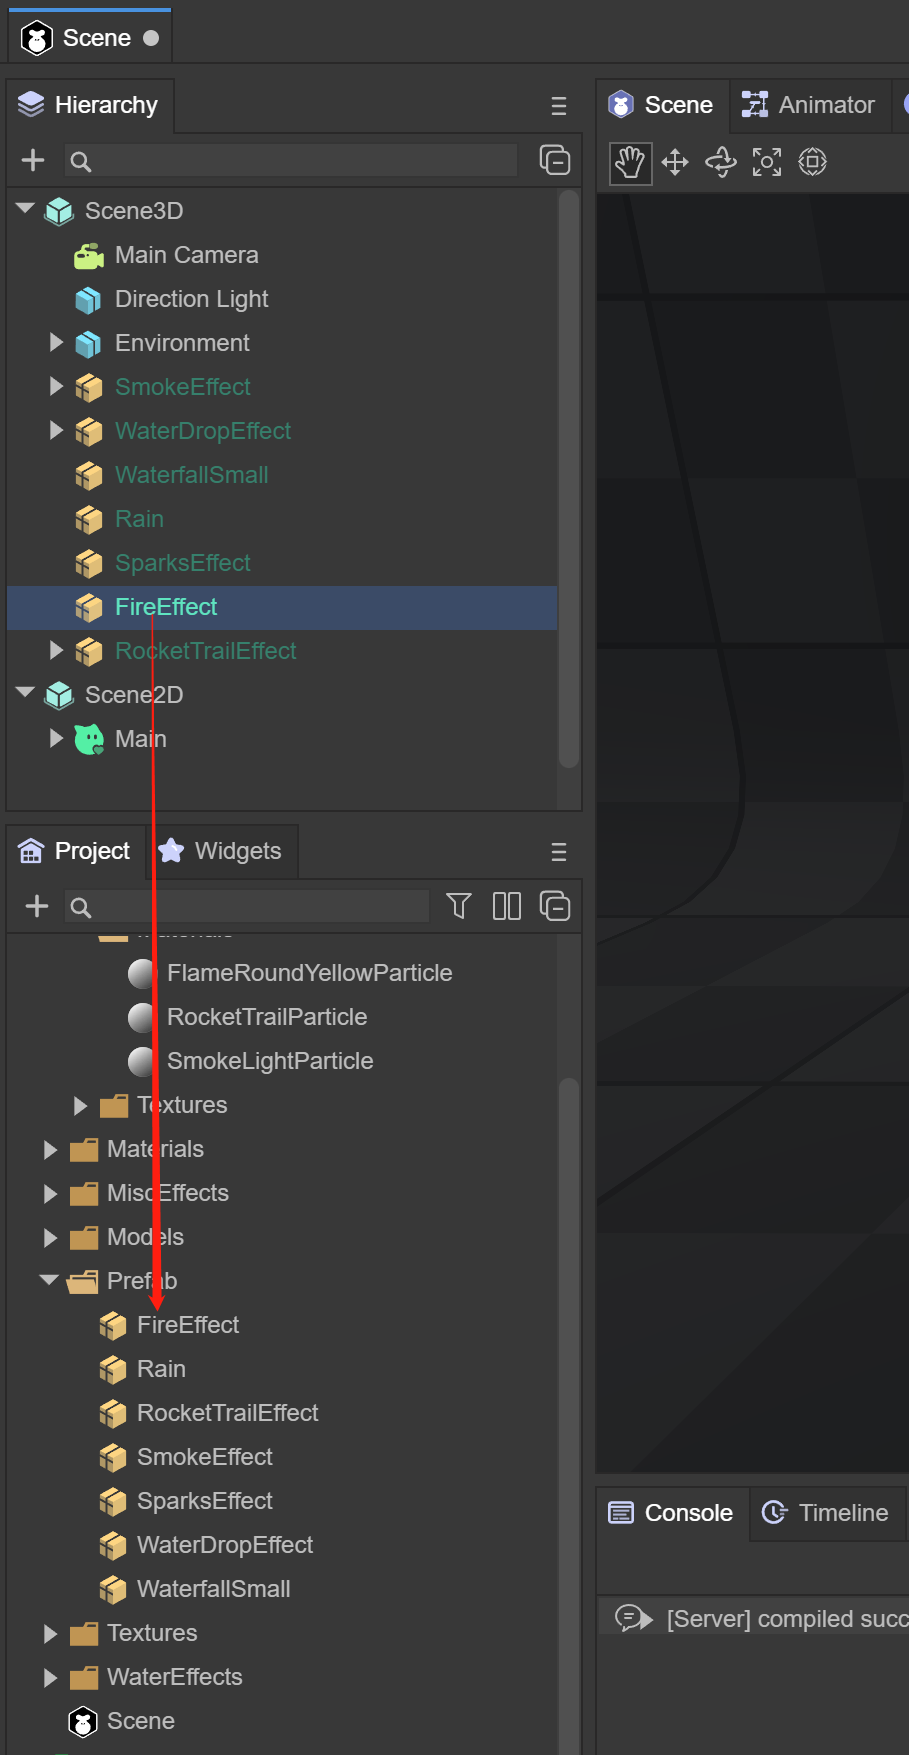 Scene
Hierarchy
Scene
Animator
Scene3D
Main Camera
Direction Light
Environment
SmokeEffect
WaterDropEffect
WaterfallSmall
Rain
SparksEffect
FireEffect
RocketTrailEffect
Scene2D
Main
Project
Widgets
FlameRoundYellowParticle
RocketTrailParticle
SmokeLightParticle
Textures
Materials
MiscEffects
Models
Prefab
FireEffect
Rain
RocketTrailEffect
SmokeEffect
SparksEffect
WaterDropEffect
WaterfallSmall
Textures
WaterEffects
Scene
Console
Timeline
[Server] compiled succ